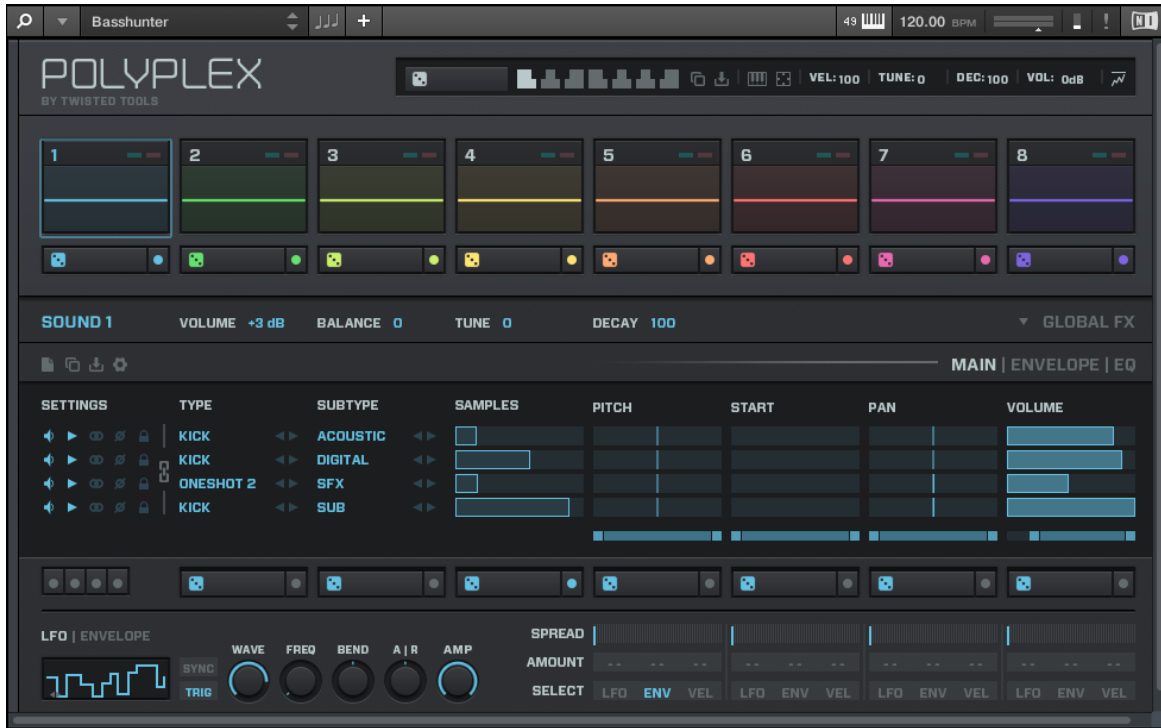 Basshunter 49 120.00 BPM !
POLYPLEX
BY TWISTED TOOLS
VEL:100 TUNE:0 DEC:100 VOL: 0dB
1 2 3 4 5 6 7 8
SOUND 1 VOLUME +3 dB BALANCE 0 TUNE 0 DECAY 100 GLOBAL FX
MAIN | ENVELOPE | EQ
SETTINGS TYPE SUBTYPE SAMPLES PITCH START PAN VOLUME
KICK ACOUSTIC
KICK DIGITAL
ONESHOT 2 SFX
KICK SUB
LFO | ENVELOPE
WAVE FREQ BEND A | R AMP
SYNC
TRIG
SPREAD
AMOUNT -- -- -- -- -- -- -- -- -- -- -- --
SELECT LFO ENV VEL LFO ENV VEL LFO ENV VEL LFO ENV VEL